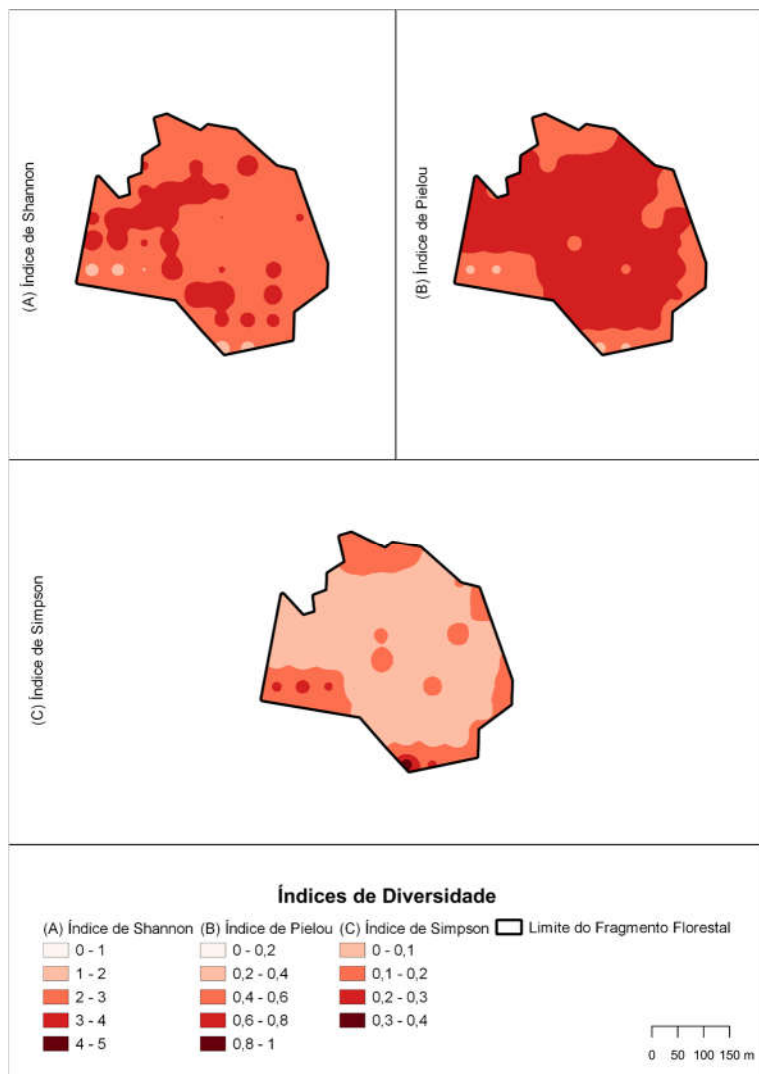 (A) Índice de Shannon
(B) Índice de Pielou
(C) Índice de Simpson
Índices de Diversidade
(A) Índice de Shannon
0 - 1
1 - 2
2 - 3
3 - 4
4 - 5
(B) Índice de Pielou
0 - 0,2
0,2 - 0,4
0,4 - 0,6
0,6 - 0,8
0,8 - 1
(C) Índice de Simpson
0 - 0,1
0,1 - 0,2
0,2 - 0,3
0,3 - 0,4
Limite do Fragmento Florestal
0 50 100 150 m